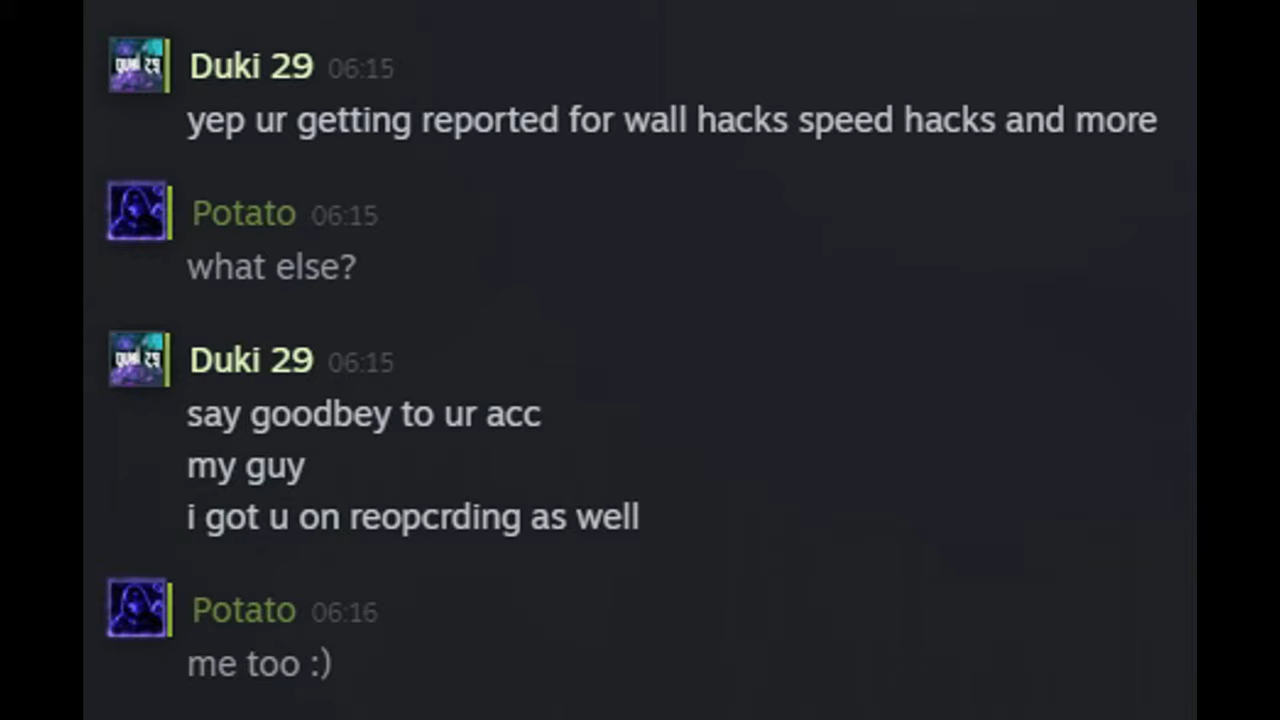 Duki 29 06:15
yep ur getting reported for wall hacks speed hacks and more
Potato 06:15
what else?
Duki 29 06:15
say goodbey to ur acc
my guy
i got u on reopcrding as well
Potato 06:16
me too :)